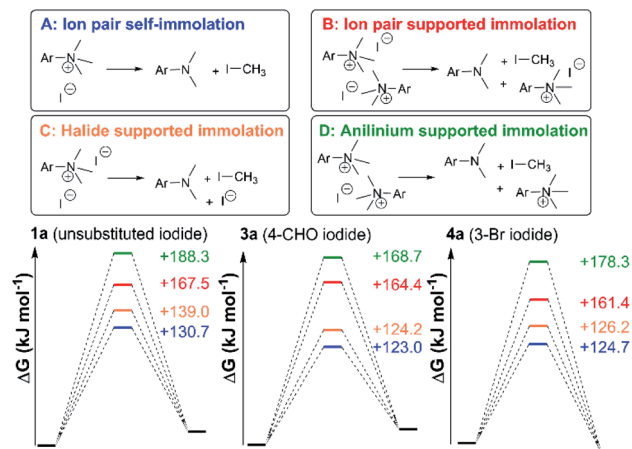 A: Ion pair self-immolation
B: Ion pair supported immolation
Ar N ⊕ I ⊖ Ar N + I CH3
Ar N ⊕ I ⊖ I ⊖ N Ar ⊕ Ar N + I CH3 + Ar N ⊕ I ⊖
C: Halide supported immolation
D: Anilinium supported immolation
Ar N ⊕ I ⊖ I ⊖ Ar N + I CH3 + I ⊖
Ar N ⊕ I ⊖ N Ar ⊕ Ar N + I CH3 + Ar N ⊕
1a (unsubstituted iodide)
3a (4-CHO iodide)
4a (3-Br iodide)
ΔG (kJ mol-1)
+188.3
+167.5
+139.0
+130.7
ΔG (kJ mol-1)
+168.7
+164.4
+124.2
+123.0
ΔG (kJ mol-1)
+178.3
+161.4
+126.2
+124.7